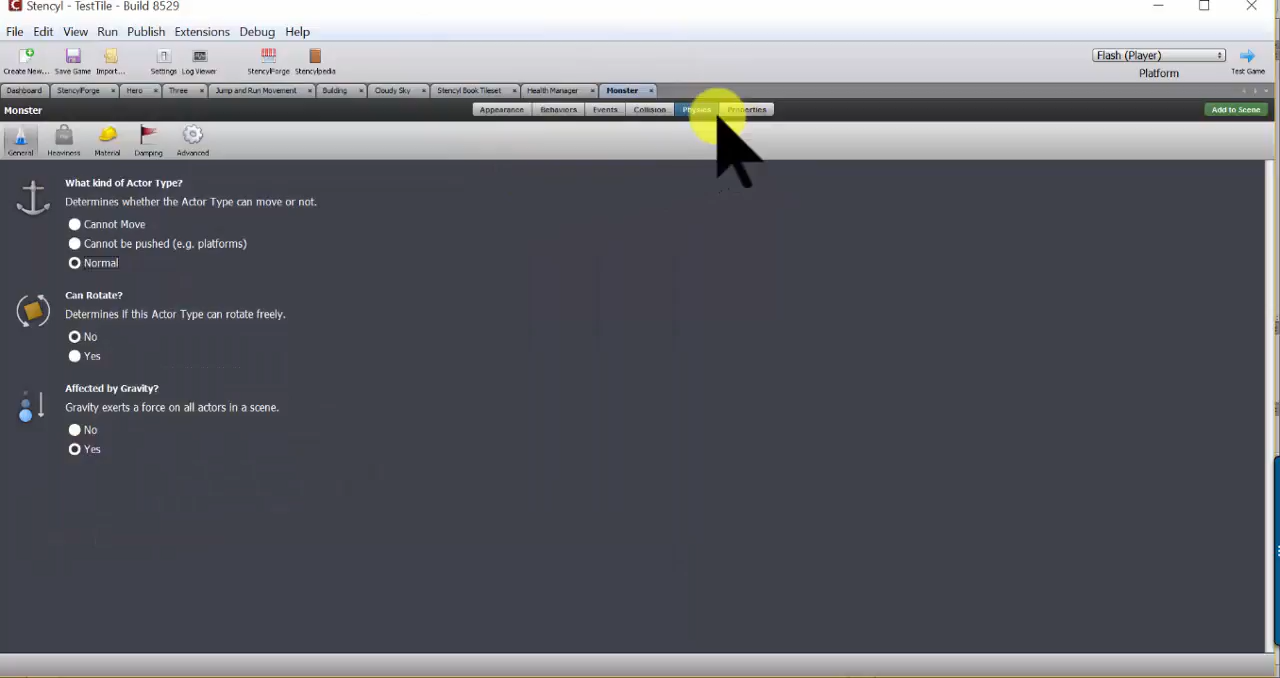 Stencyl - TestTile - Build 8529
File Edit View Run Publish Extensions Debug Help
Create New... Save Game Import... Settings Log Viewer StencylForge Stencylpedia Flash (Player) Platform Test Game
Dashboard StencylForge Hero Three Jump and Run Movement Building Cloudy Sky Stencyl Book Tileset Health Manager Monster
Monster Appearance Behaviors Events Collision Physics Properties Add to Scene
General Heaviness Material Damping Advanced
What kind of Actor Type?
Determines whether the Actor Type can move or not.
Cannot Move
Cannot be pushed (e.g. platforms)
Normal
Can Rotate?
Determines if this Actor Type can rotate freely.
No
Yes
Affected by Gravity?
Gravity exerts a force on all actors in a scene.
No
Yes